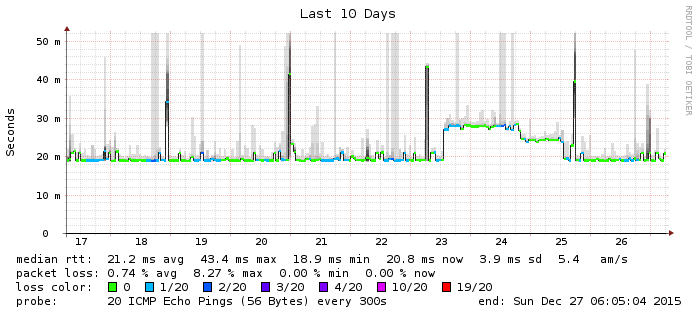 Last 10 Days
RRDTOOL / TOBI OETIKER
Seconds
50 m
40 m
30 m
20 m
10 m
0
17 18 19 20 21 22 23 24 25 26
median rtt: 21.2 ms avg 43.4 ms max 18.9 ms min 20.8 ms now 3.9 ms sd 5.4 am/s
packet loss: 0.74 % avg 8.27 % max 0.00 % min 0.00 % now
loss color: 0 1/20 2/20 3/20 4/20 10/20 19/20
probe: 20 ICMP Echo Pings (56 Bytes) every 300s end: Sun Dec 27 06:05:04 2015